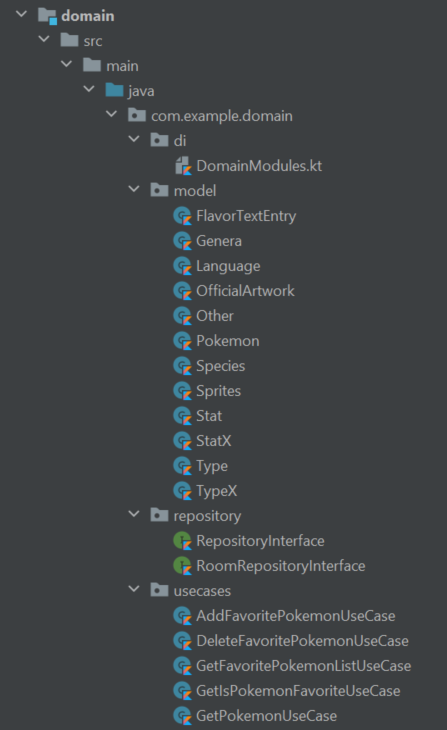 domain
src
main
java
com.example.domain
di
DomainModules.kt
model
FlavorTextEntry
Genera
Language
OfficialArtwork
Other
Pokemon
Species
Sprites
Stat
StatX
Type
TypeX
repository
RepositoryInterface
RoomRepositoryInterface
usecases
AddFavoritePokemonUseCase
DeleteFavoritePokemonUseCase
GetFavoritePokemonListUseCase
GetIsPokemonFavoriteUseCase
GetPokemonUseCase